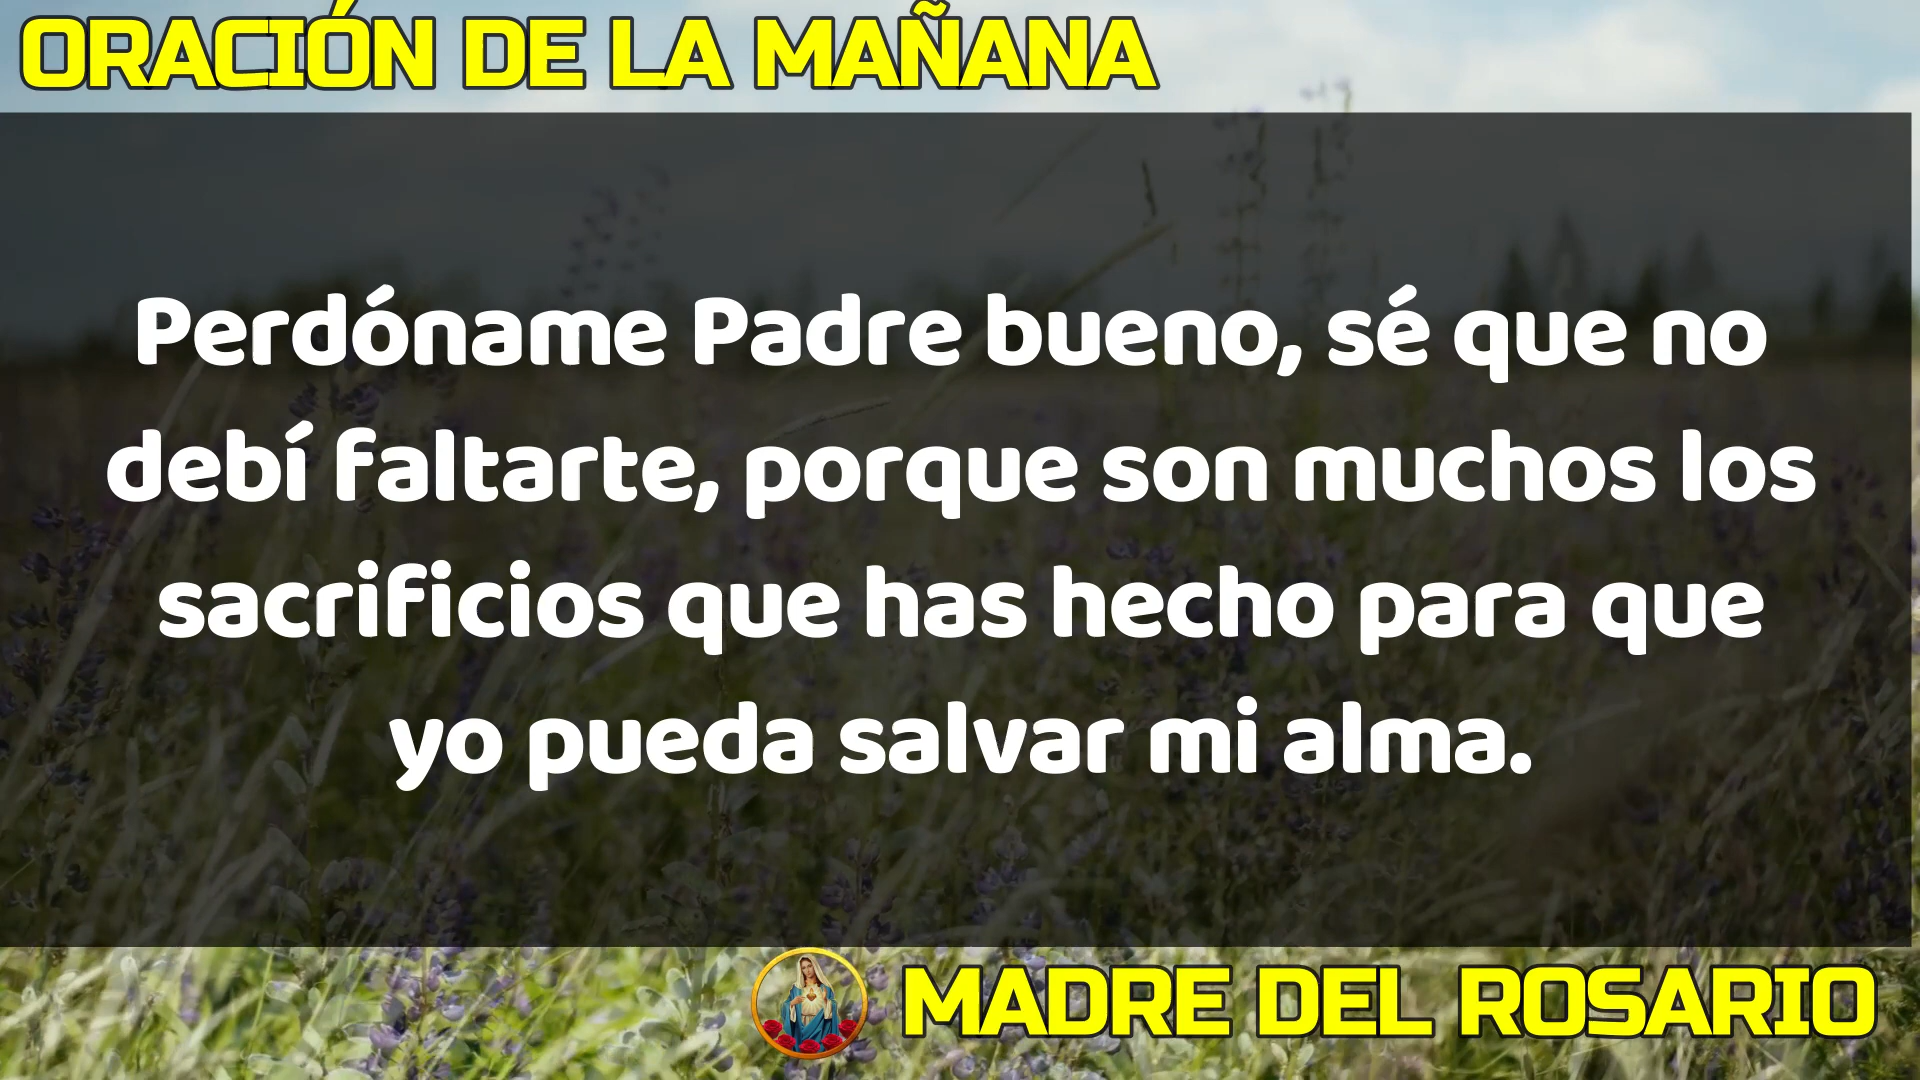 ORACIÓN DE LA MAÑANA
Perdóname Padre bueno, sé que no
debí faltarte, porque son muchos los
sacrificios que has hecho para que
yo pueda salvar mi alma.
MADRE DEL ROSARIO